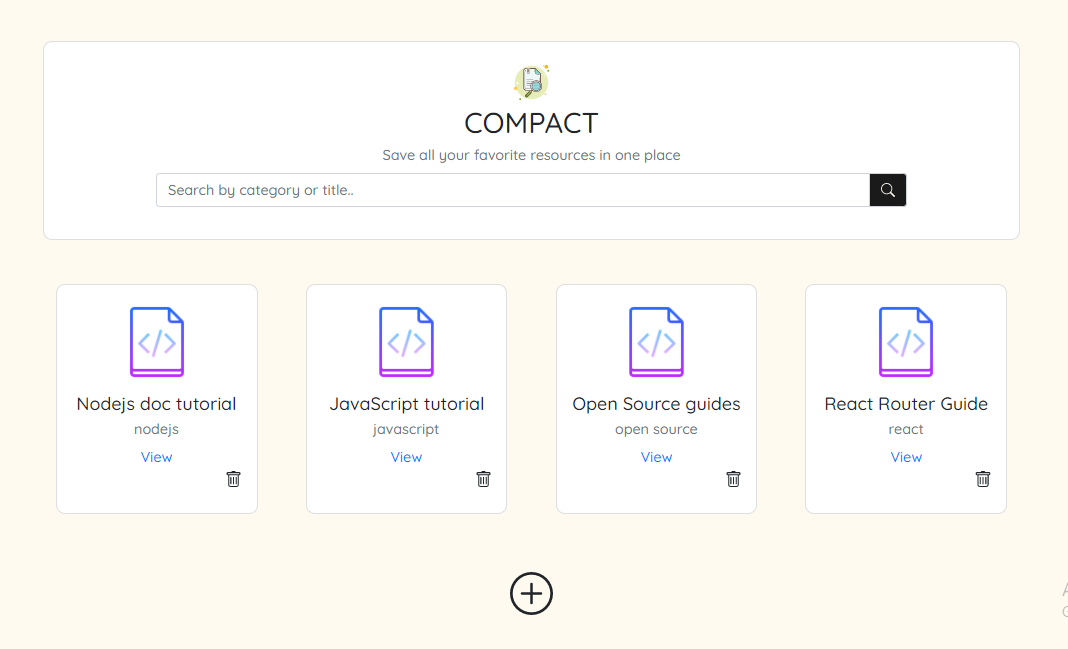 COMPACT
Save all your favorite resources in one place
Search by category or title..
Nodejs doc tutorial
nodejs
View
JavaScript tutorial
javascript
View
Open Source guides
open source
View
React Router Guide
react
View